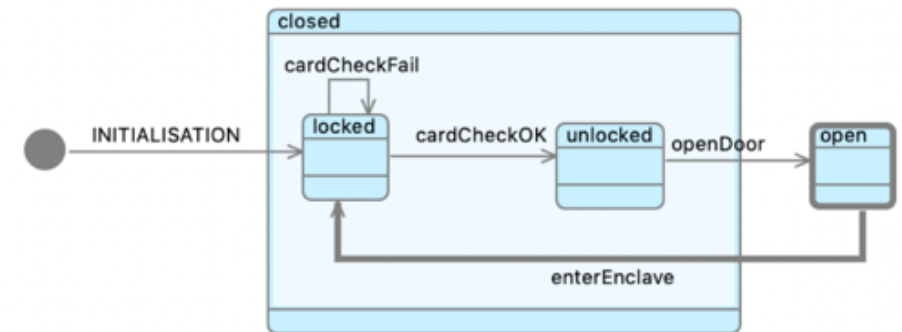 closed
cardCheckFail
locked
INITIALISATION
cardCheckOK
unlocked
openDoor
open
enterEnclave